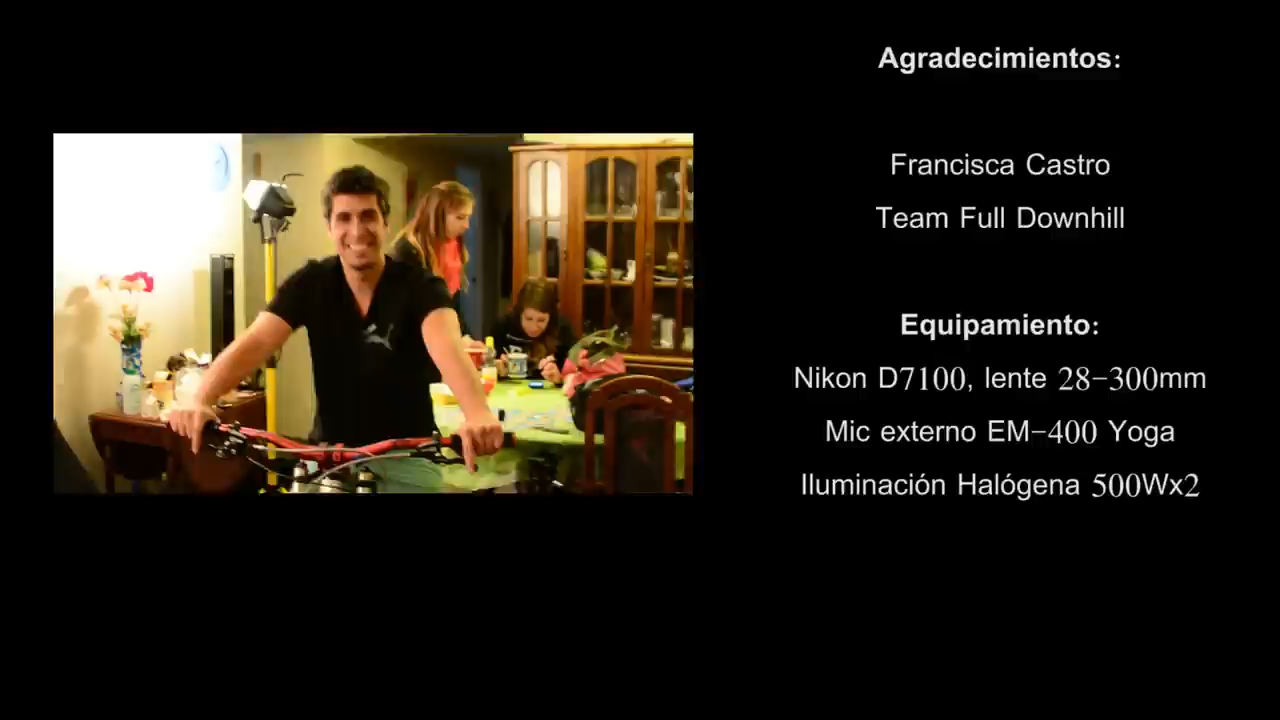 Agradecimientos:
Francisca Castro
Team Full Downhill
Equipamiento:
Nikon D7100, lente 28-300mm
Mic externo EM-400 Yoga
Iluminación Halógena 500Wx2